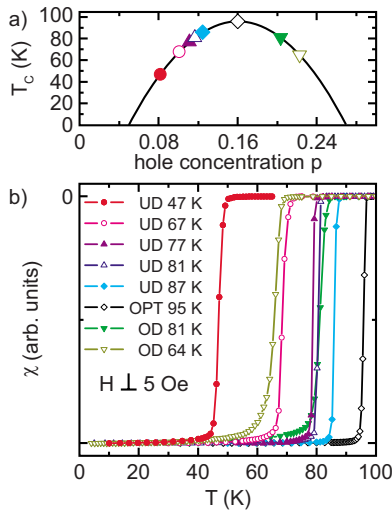 a)
100
80
60
40
20
0
T_C (K)
0.08 0.16 0.24
hole concentration p
b)
0
UD 47 K
UD 67 K
UD 77 K
UD 81 K
UD 87 K
OPT 95 K
OD 81 K
OD 64 K
H ⊥ 5 Oe
χ (arb. units)
0 20 40 60 80 100
T (K)